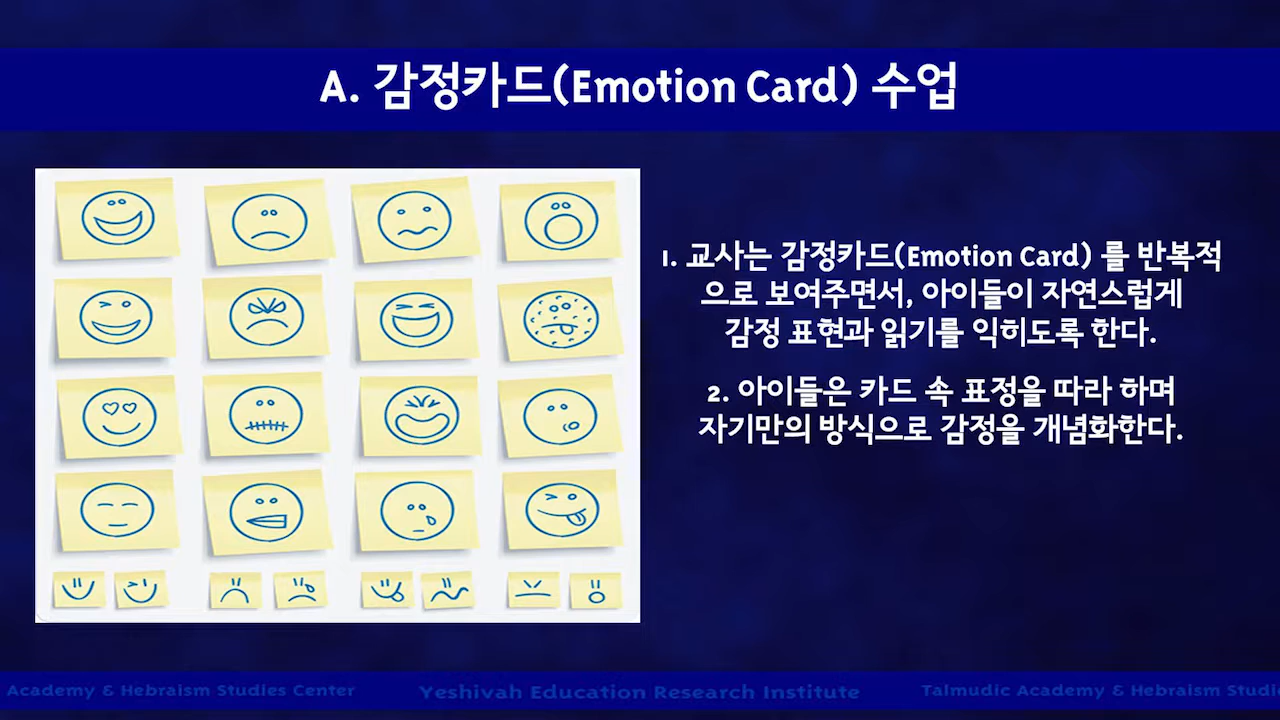 A. 감정카드(Emotion Card) 수업
1. 교사는 감정카드(Emotion Card) 를 반복적
으로 보여주면서, 아이들이 자연스럽게
감정 표현과 읽기를 익히도록 한다.
2. 아이들은 카드 속 표정을 따라 하며
자기만의 방식으로 감정을 개념화한다.
Academy & Hebraism Studies Center Yeshivah Education Research Institute Talmudic Academy & Hebraism Studi